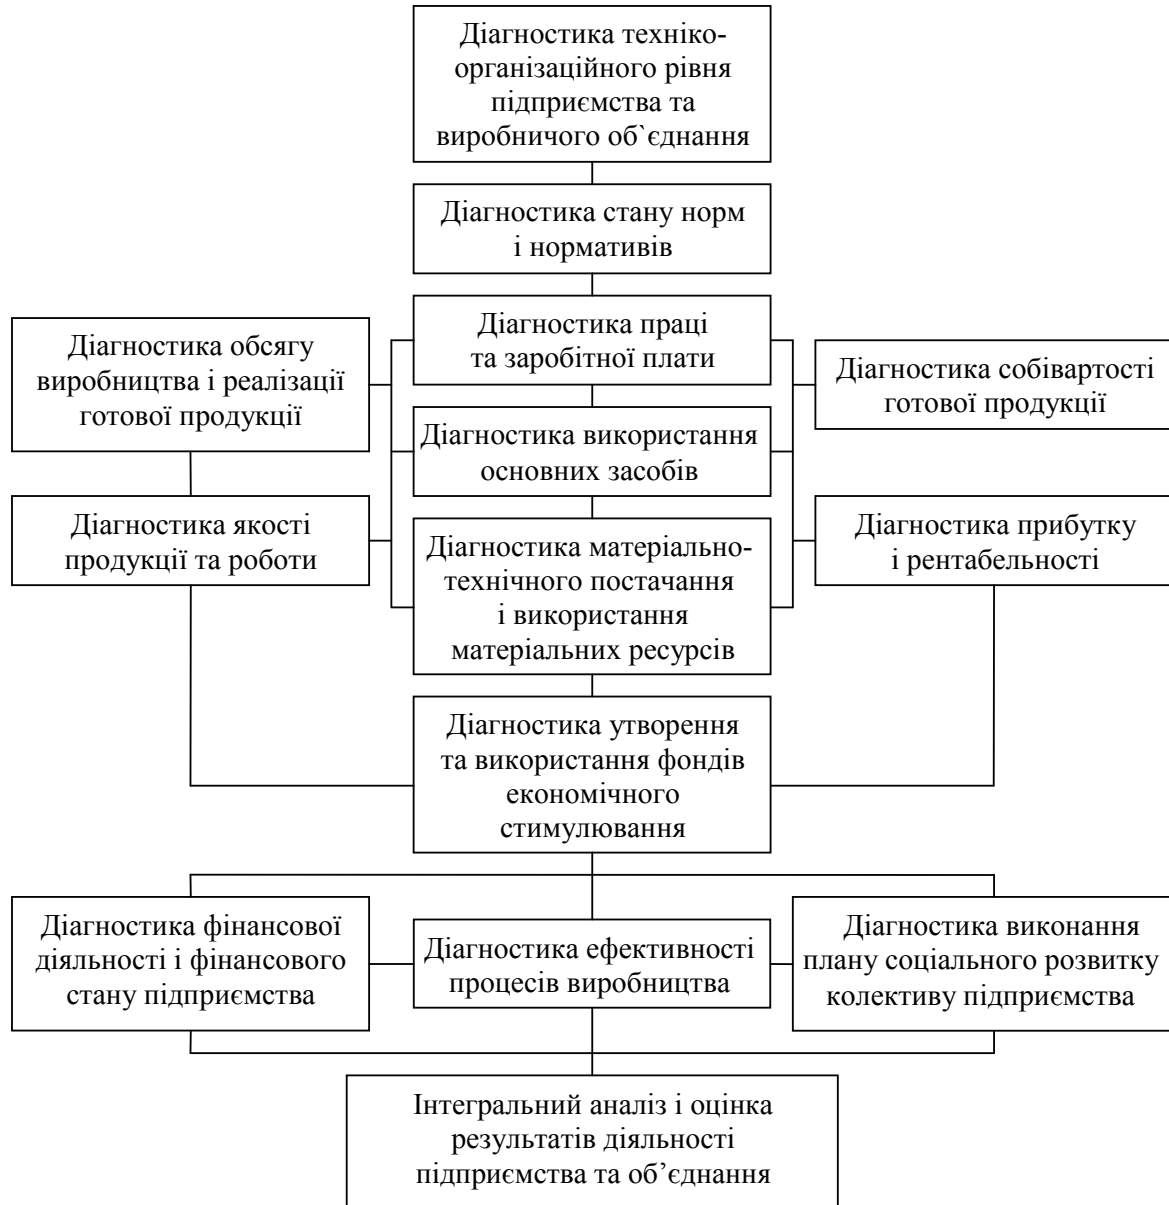 Діагностика техніко-
організаційного рівня
підприємства та
виробничого об`єднання
Діагностика стану норм
і нормативів
Діагностика праці
та заробітної плати
Діагностика обсягу
виробництва і реалізації
готової продукції
Діагностика собівартості
готової продукції
Діагностика використання
основних засобів
Діагностика якості
продукції та роботи
Діагностика матеріально-
технічного постачання
і використання
матеріальних ресурсів
Діагностика прибутку
і рентабельності
Діагностика утворення
та використання фондів
економічного
стимулювання
Діагностика фінансової
діяльності і фінансового
стану підприємства
Діагностика ефективності
процесів виробництва
Діагностика виконання
плану соціального розвитку
колективу підприємства
Інтегральний аналіз і оцінка
результатів діяльності
підприємства та об’єднання